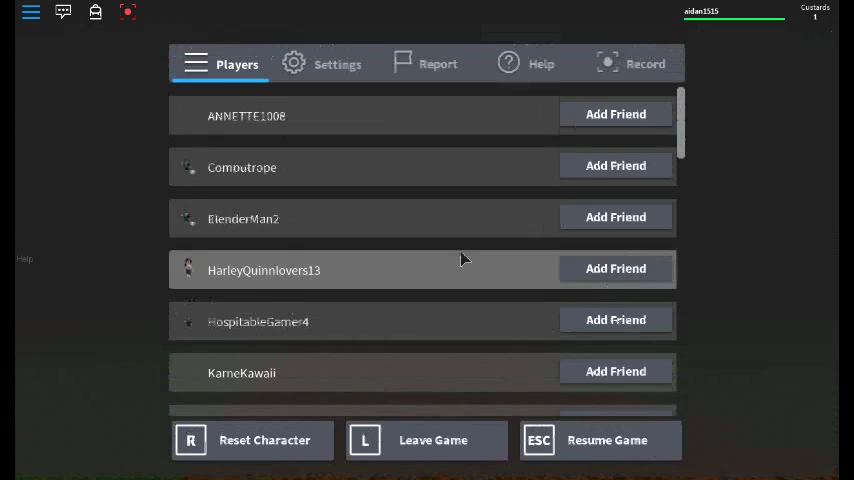 aidan1515
Custards
1
Players
Settings
Report
Help
Record
ANNETTE1008
Add Friend
Computrope
Add Friend
ElenderMan2
Add Friend
Help
HarleyQuinnlovers13
Add Friend
HospitableGamer4
Add Friend
KarneKawaii
Add Friend
R Reset Character
L Leave Game
ESC Resume Game